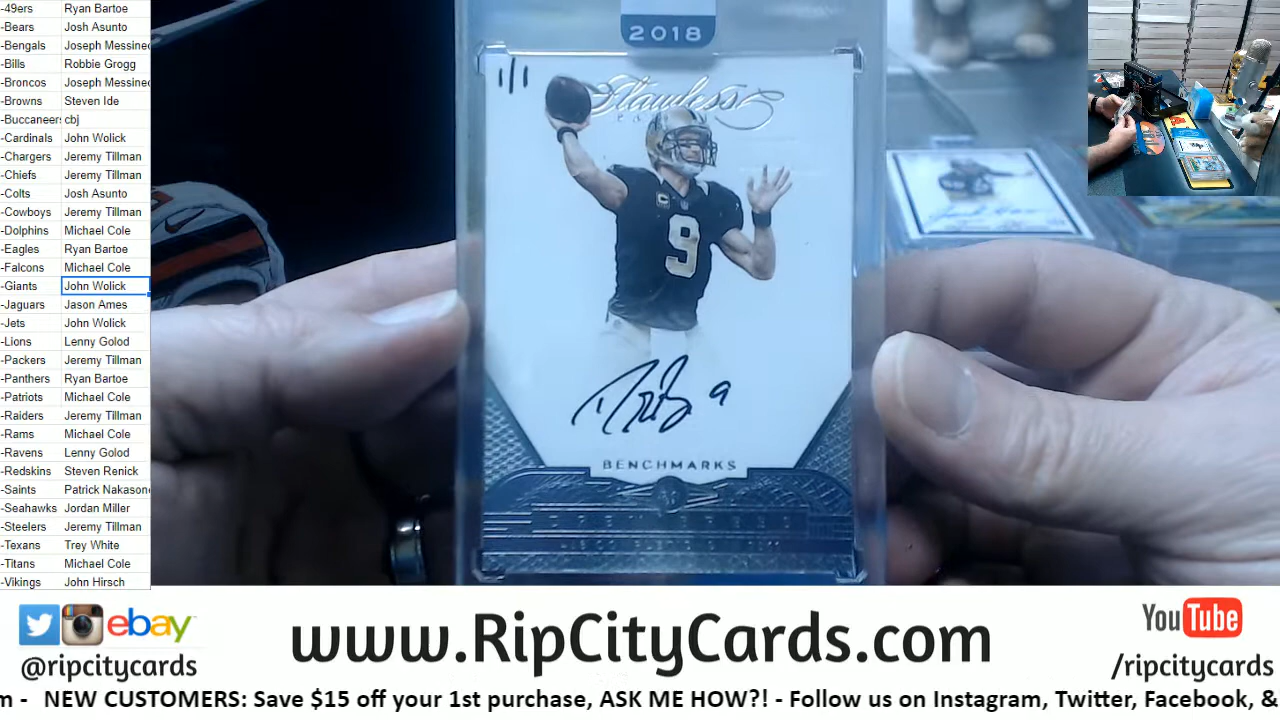 -49ers Ryan Bartoe
-Bears Josh Asunto
-Bengals Joseph Messinec
-Bills Robbie Grogg
-Broncos Joseph Messinec
-Browns Steven Ide
-Buccaneers cbj
-Cardinals John Wolick
-Chargers Jeremy Tillman
-Chiefs Jeremy Tillman
-Colts Josh Asunto
-Cowboys Jeremy Tillman
-Dolphins Michael Cole
-Eagles Ryan Bartoe
-Falcons Michael Cole
-Giants John Wolick
-Jaguars Jason Ames
-Jets John Wolick
-Lions Lenny Golod
-Packers Jeremy Tillman
-Panthers Ryan Bartoe
-Patriots Michael Cole
-Raiders Jeremy Tillman
-Rams Michael Cole
-Ravens Lenny Golod
-Redskins Steven Renick
-Saints Patrick Nakason
-Seahawks Jordan Miller
-Steelers Jeremy Tillman
-Texans Trey White
-Titans Michael Cole
-Vikings John Hirsch
2018
1/1
Flawless
9
9
BENCHMARKS
DREW BREES
ebay
@ripcitycards
www.RipCityCards.com
YouTube
/ripcitycards
m - NEW CUSTOMERS: Save $15 off your 1st purchase, ASK ME HOW?! - Follow us on Instagram, Twitter, Facebook, &